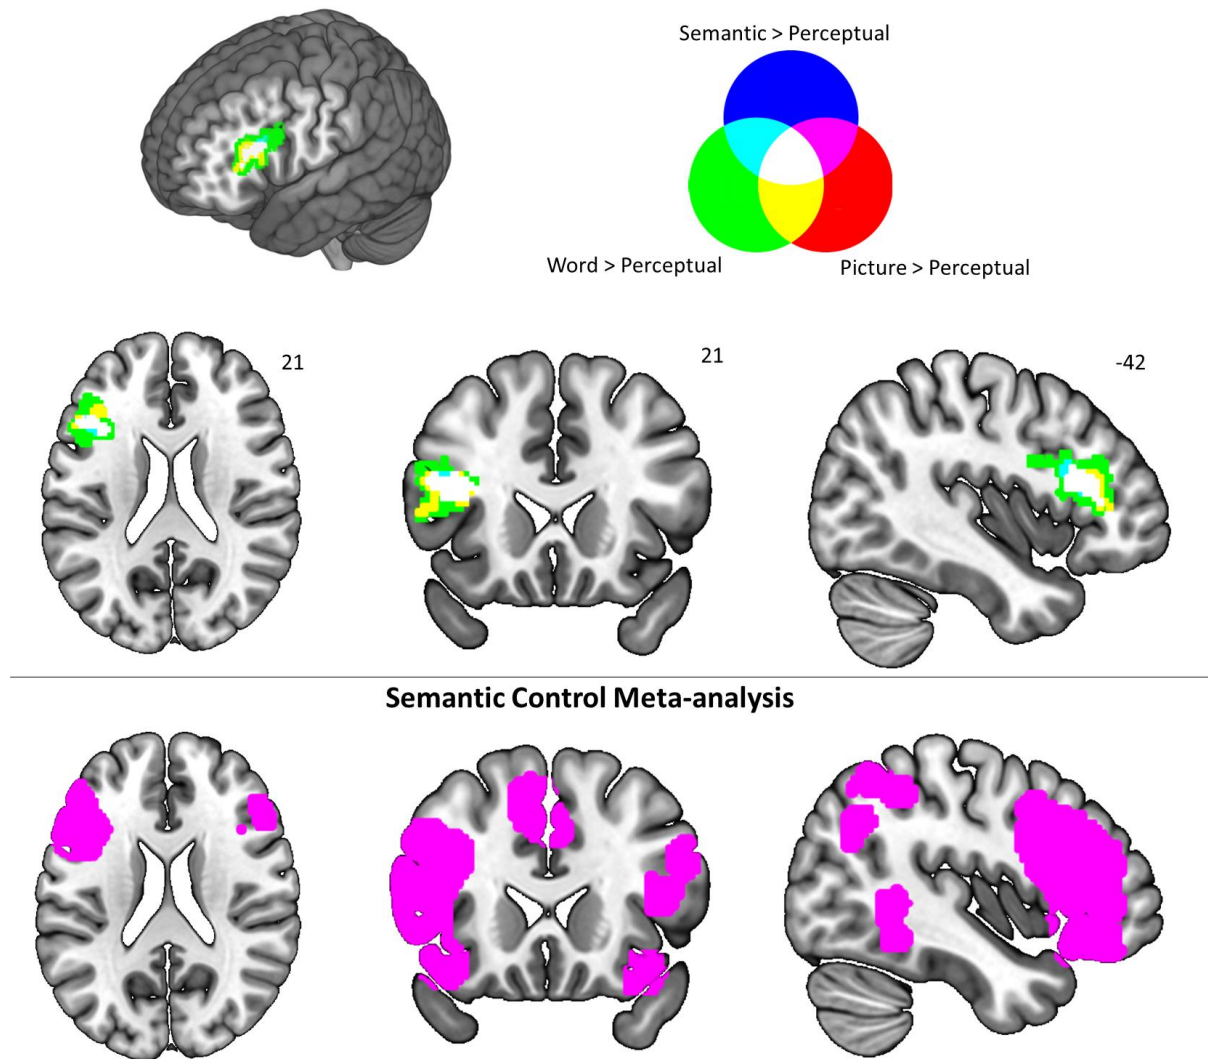 Semantic > Perceptual
Word > Perceptual
Picture > Perceptual
21
21
-42
Semantic Control Meta-analysis